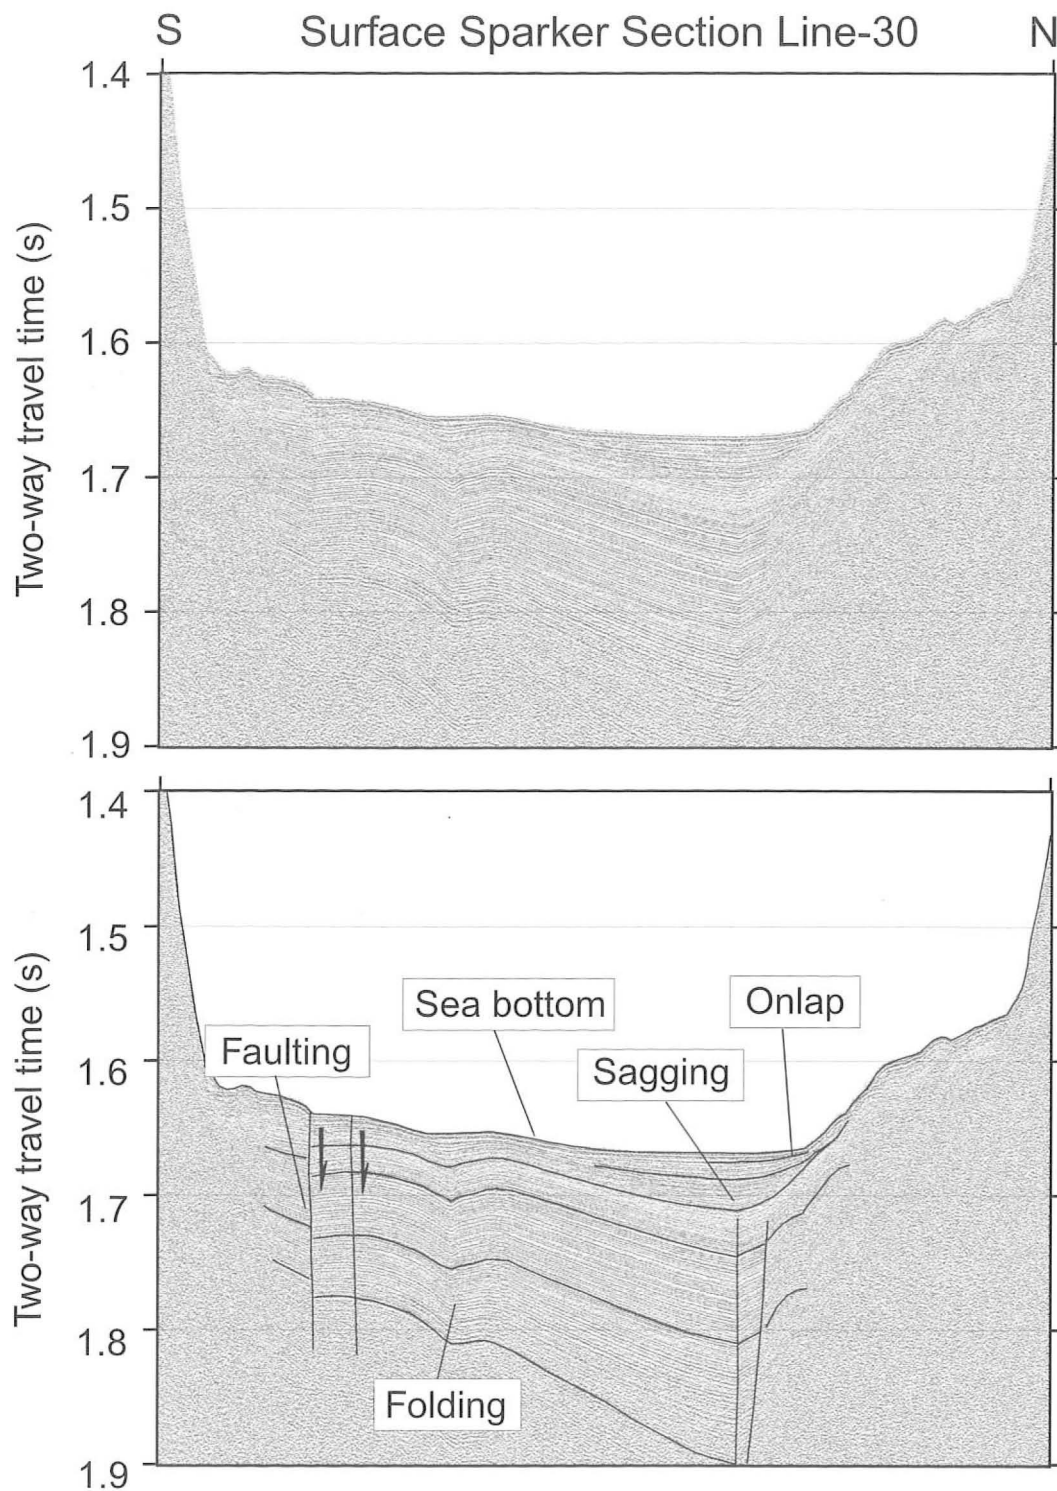 S Surface Sparker Section Line-30 N
1.4
1.5
1.6
1.7
1.8
1.9
Two-way travel time (s)
1.4
1.5
1.6
1.7
1.8
1.9
Two-way travel time (s)
Sea bottom
Onlap
Faulting
Sagging
Folding